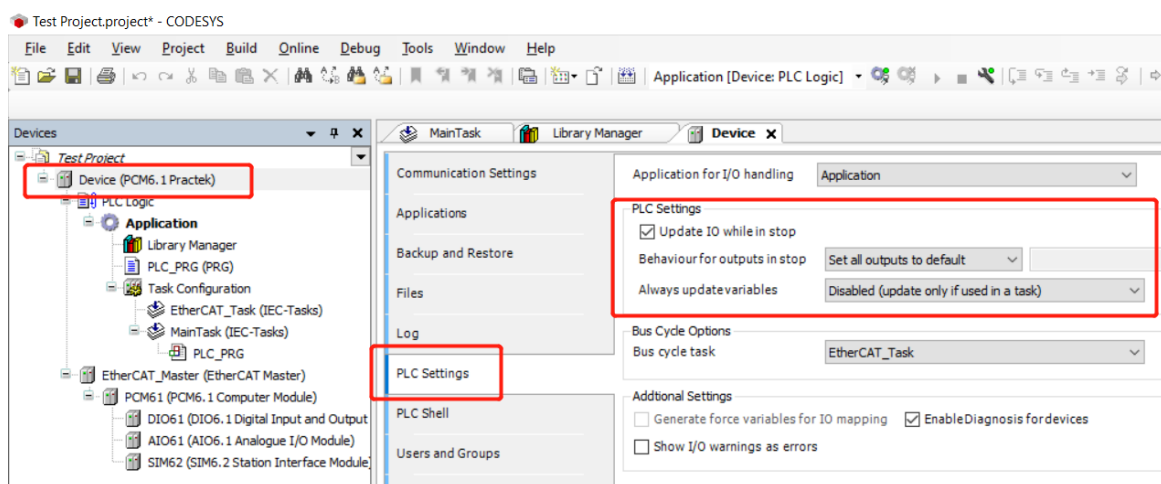 Test Project.project* - CODESYS
File Edit View Project Build Online Debug Tools Window Help
Application [Device: PLC Logic]
Devices
MainTask Library Manager Device
Test Project
Device (PCM6.1 Practek)
PLC Logic
Application
Library Manager
PLC_PRG (PRG)
Task Configuration
EtherCAT_Task (IEC-Tasks)
MainTask (IEC-Tasks)
PLC_PRG
EtherCAT_Master (EtherCAT Master)
PCM61 (PCM6.1 Computer Module)
DIO61 (DIO6.1 Digital Input and Output
AIO61 (AIO6.1 Analogue I/O Module)
SIM62 (SIM6.2 Station Interface Module)
Communication Settings
Applications
Backup and Restore
Files
Log
PLC Settings
PLC Shell
Users and Groups
Application for I/O handling Application
PLC Settings
Update IO while in stop
Behaviour for outputs in stop Set all outputs to default
Always update variables Disabled (update only if used in a task)
Bus Cycle Options
Bus cycle task EtherCAT_Task
Addtional Settings
Generate force variables for IO mapping Enable Diagnosis for devices
Show I/O warnings as errors